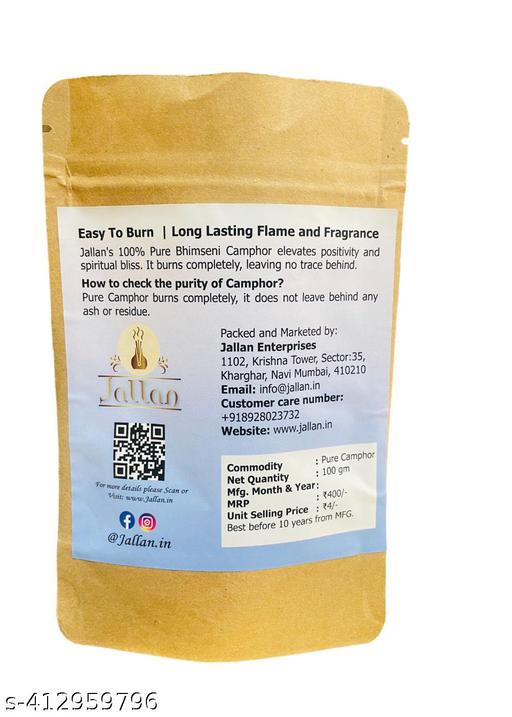 Easy To Burn | Long Lasting Flame and Fragrance
Jallan's 100% Pure Bhimseni Camphor elevates positivity and
spiritual bliss. It burns completely, leaving no trace behind.
How to check the purity of Camphor?
Pure Camphor burns completely, it does not leave behind any
ash or residue.
Jallan
For more details please Scan or
Visit: www.Jallan.in
@Jallan.in
Packed and Marketed by:
Jallan Enterprises
1102, Krishna Tower, Sector:35,
Kharghar, Navi Mumbai, 410210
Email: info@jallan.in
Customer care number:
+918928023732
Website: www.jallan.in
Commodity : Pure Camphor
Net Quantity : 100 gm
Mfg. Month & Year:
MRP : ₹400/-
Unit Selling Price : ₹4/-
Best before 10 years from MFG.
s-412959796